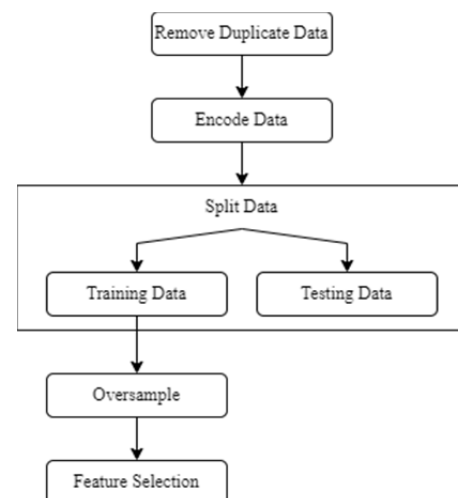 Remove Duplicate Data
Encode Data
Split Data
Training Data
Testing Data
Oversample
Feature Selection